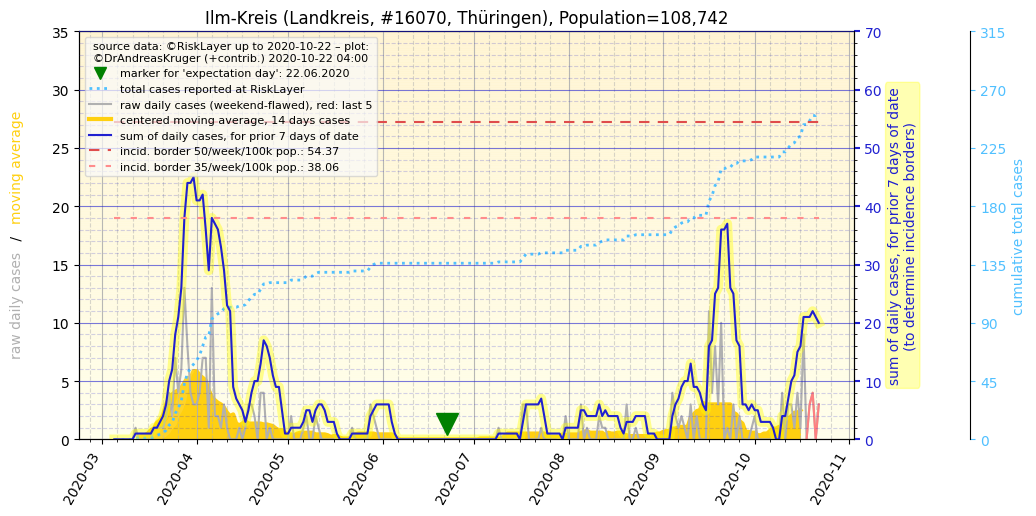 Ilm-Kreis (Landkreis, #16070, Thüringen), Population=108,742
source data: ©RiskLayer up to 2020-10-22 – plot:
©DrAndreasKruger (+contrib.) 2020-10-22 04:00
marker for 'expectation day': 22.06.2020
total cases reported at RiskLayer
raw daily cases (weekend-flawed), red: last 5
centered moving average, 14 days cases
sum of daily cases, for prior 7 days of date
incid. border 50/week/100k pop.: 54.37
incid. border 35/week/100k pop.: 38.06
raw daily cases / moving average
35
30
25
20
15
10
5
0
70
60
50
40
30
20
10
0
sum of daily cases, for prior 7 days of date
(to determine incidence borders)
315
270
225
180
135
90
45
0
cumulative total cases
2020-03
2020-04
2020-05
2020-06
2020-07
2020-08
2020-09
2020-10
2020-11